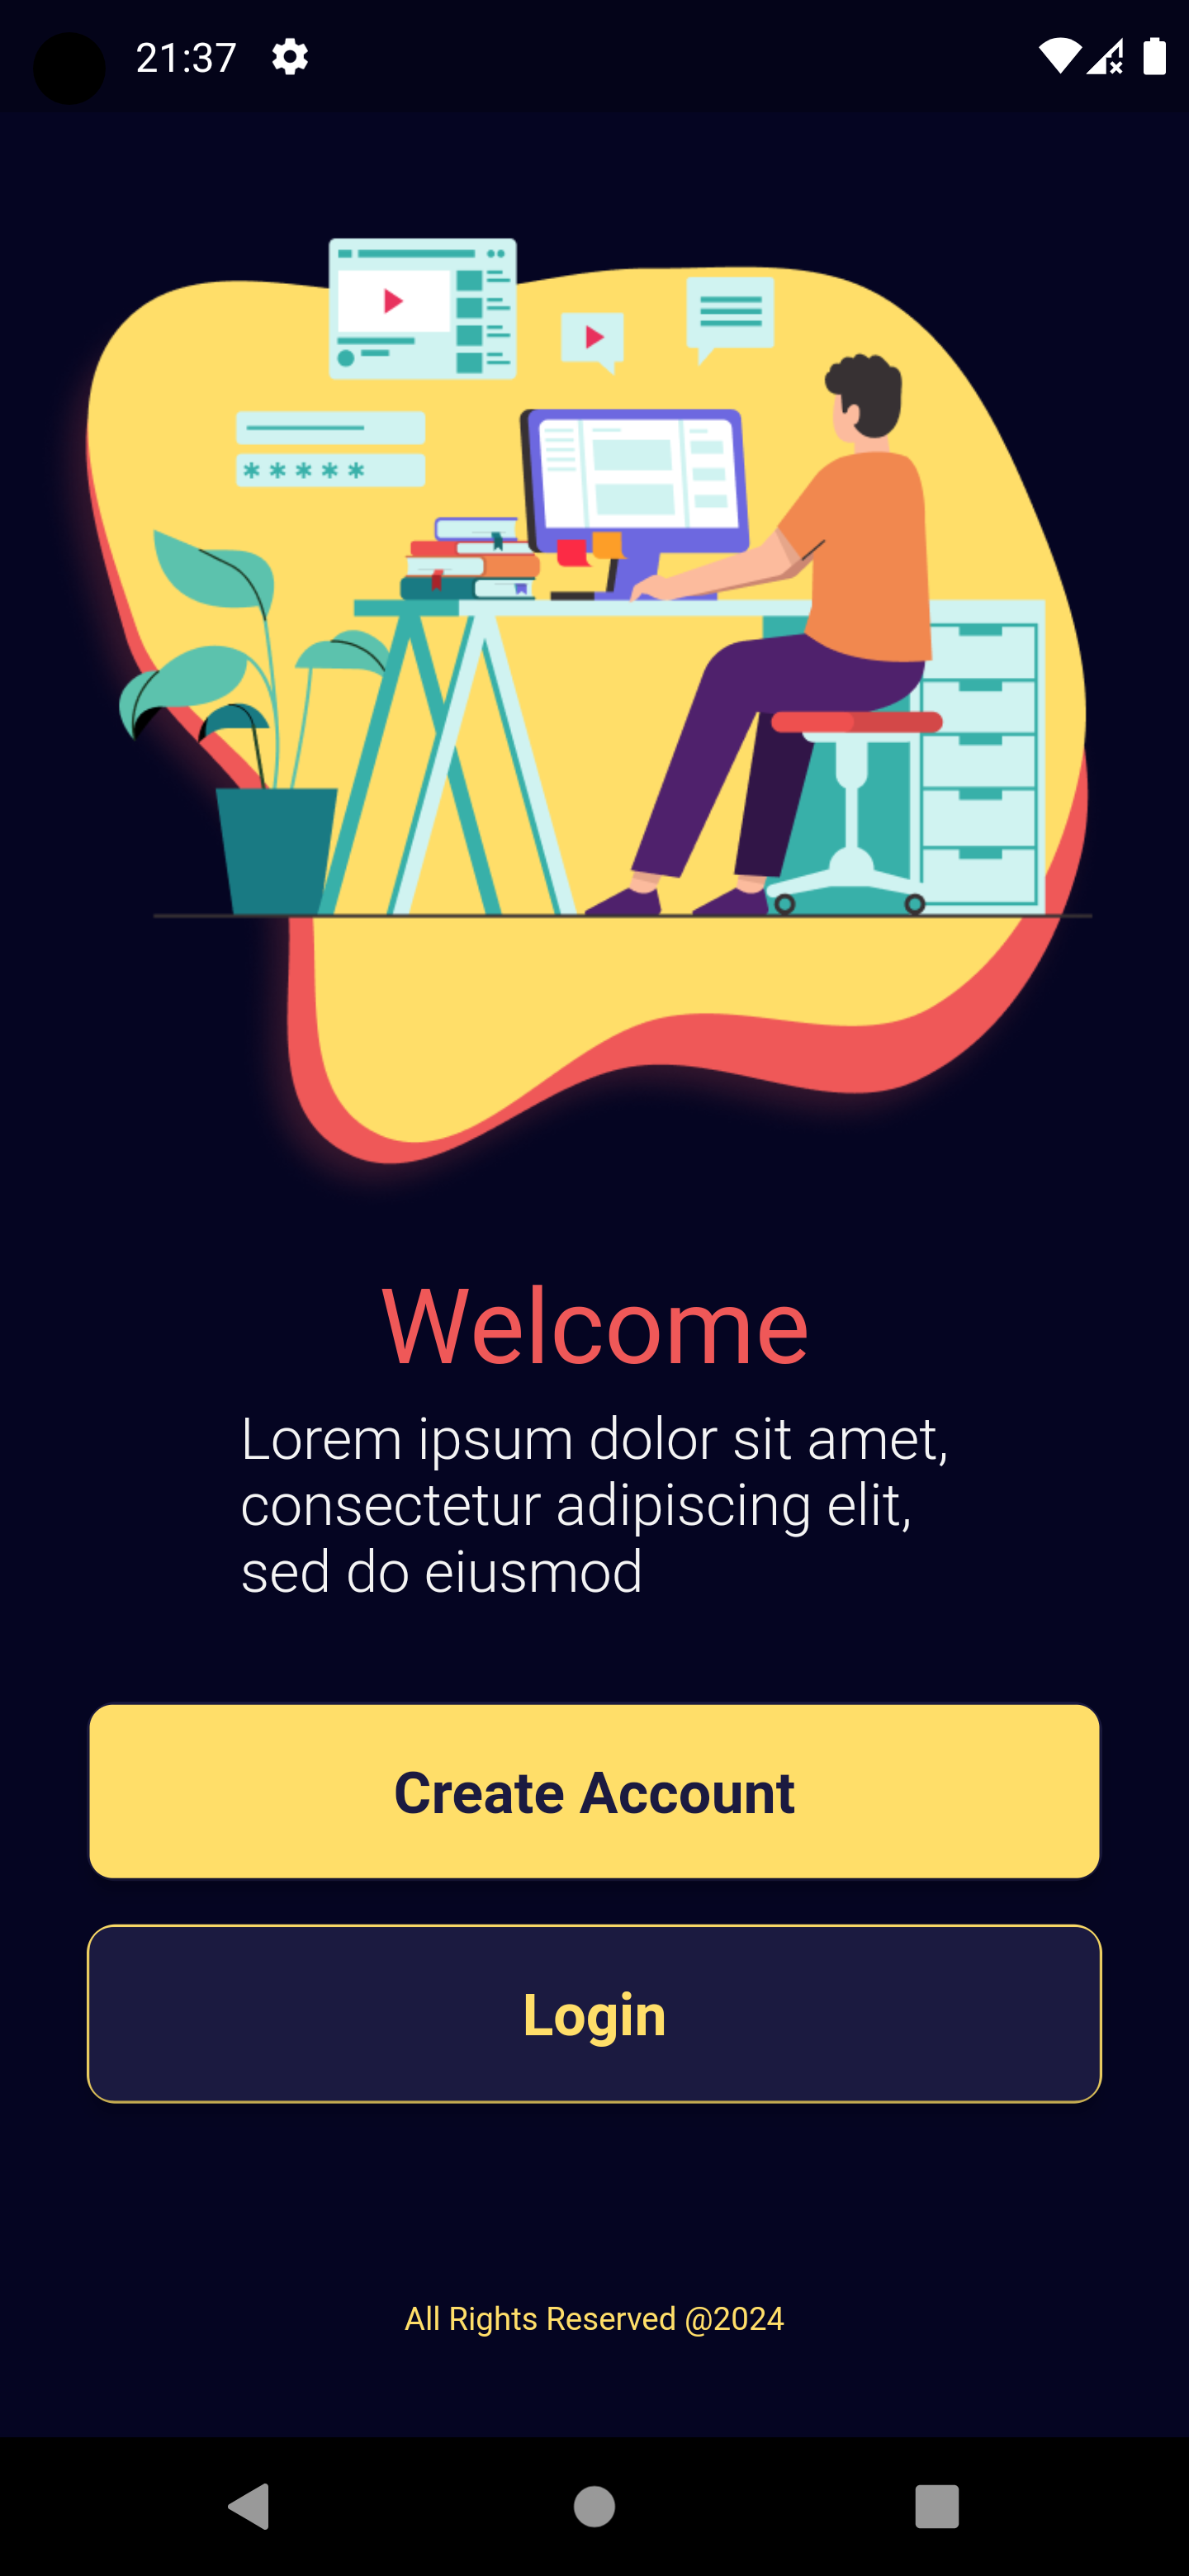 21:37
Welcome
Lorem ipsum dolor sit amet,
consectetur adipiscing elit,
sed do eiusmod
Create Account
Login
All Rights Reserved @2024